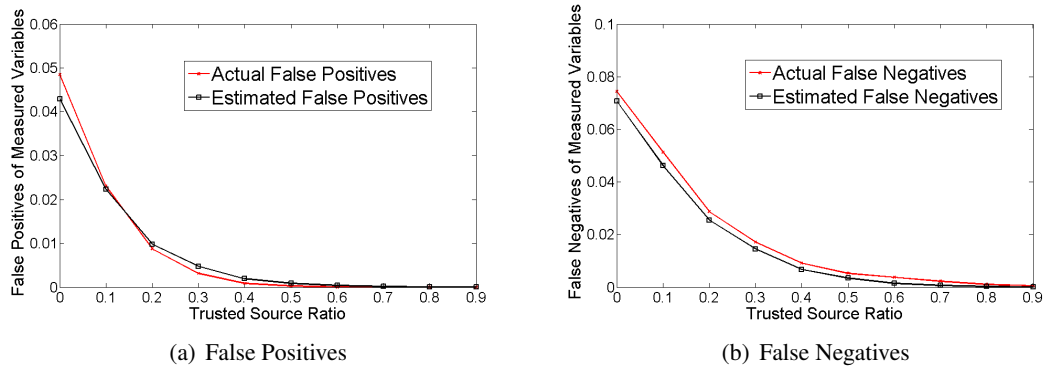 0.06
0.05
0.04
0.03
0.02
0.01
0
False Positives of Measured Variables
Actual False Positives
Estimated False Positives
0 0.1 0.2 0.3 0.4 0.5 0.6 0.7 0.8 0.9
Trusted Source Ratio
(a) False Positives
0.1
0.08
0.06
0.04
0.02
0
False Negatives of Measured Variables
Actual False Negatives
Estimated False Negatives
0 0.1 0.2 0.3 0.4 0.5 0.6 0.7 0.8 0.9
Trusted Source Ratio
(b) False Negatives